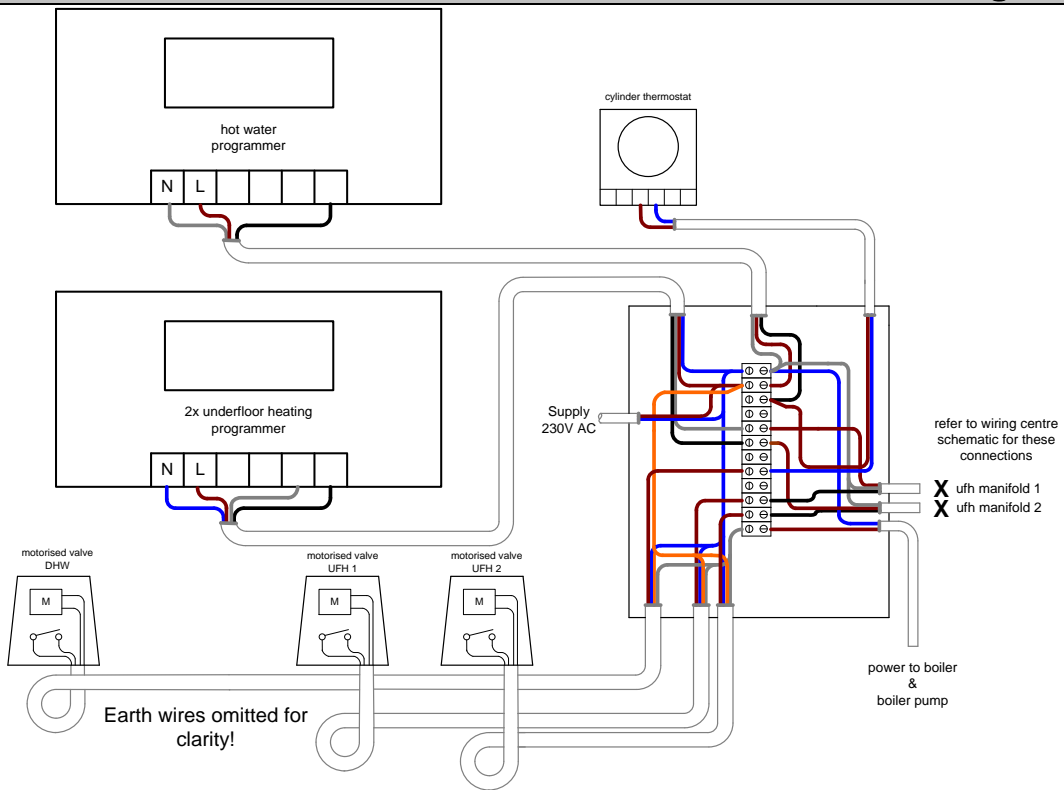 hot water
programmer
N L
cylinder thermostat
2x underfloor heating
programmer
N L
Supply
230V AC
refer to wiring centre
schematic for these
connections
X ufh manifold 1
X ufh manifold 2
motorised valve
DHW
M
motorised valve
UFH 1
M
motorised valve
UFH 2
M
power to boiler
&
boiler pump
Earth wires omitted for
clarity!